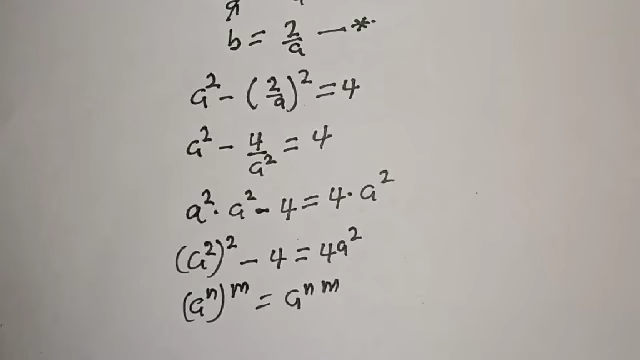 b = 2/a —*
a² - (2/a)² = 4
a² - 4/a² = 4
a² · a² - 4 = 4 · a²
(a²)² - 4 = 4a²
(aⁿ)ᵐ = aⁿᵐ